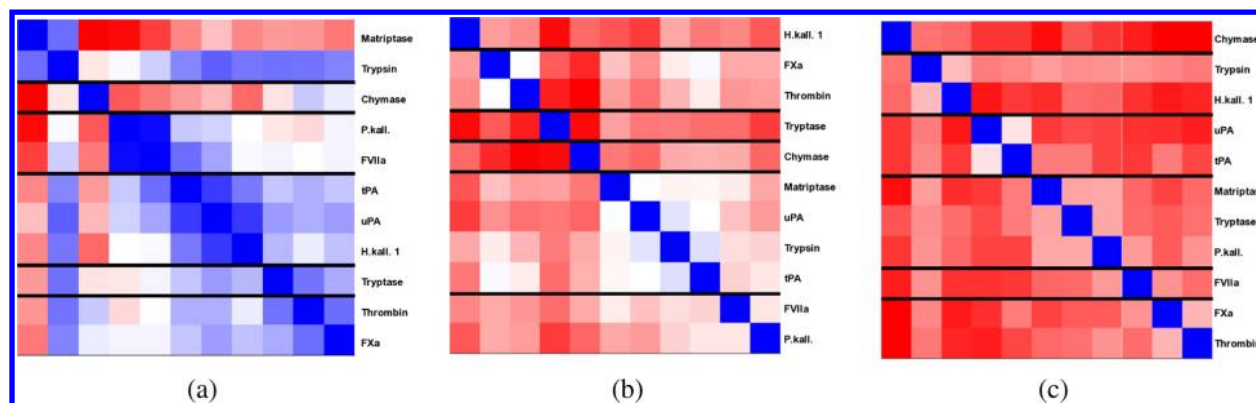 Matriptase
Trypsin
Chymase
P.kall.
FVIIa
tPA
uPA
H.kall. 1
Tryptase
Thrombin
FXa
(a)
H.kall. 1
FXa
Thrombin
Tryptase
Chymase
Matriptase
uPA
Trypsin
tPA
FVIIa
P.kall.
(b)
Chymase
Trypsin
H.kall. 1
uPA
tPA
Matriptas
Tryptase
P.kall.
FVIIa
FXa
Thrombin
(c)